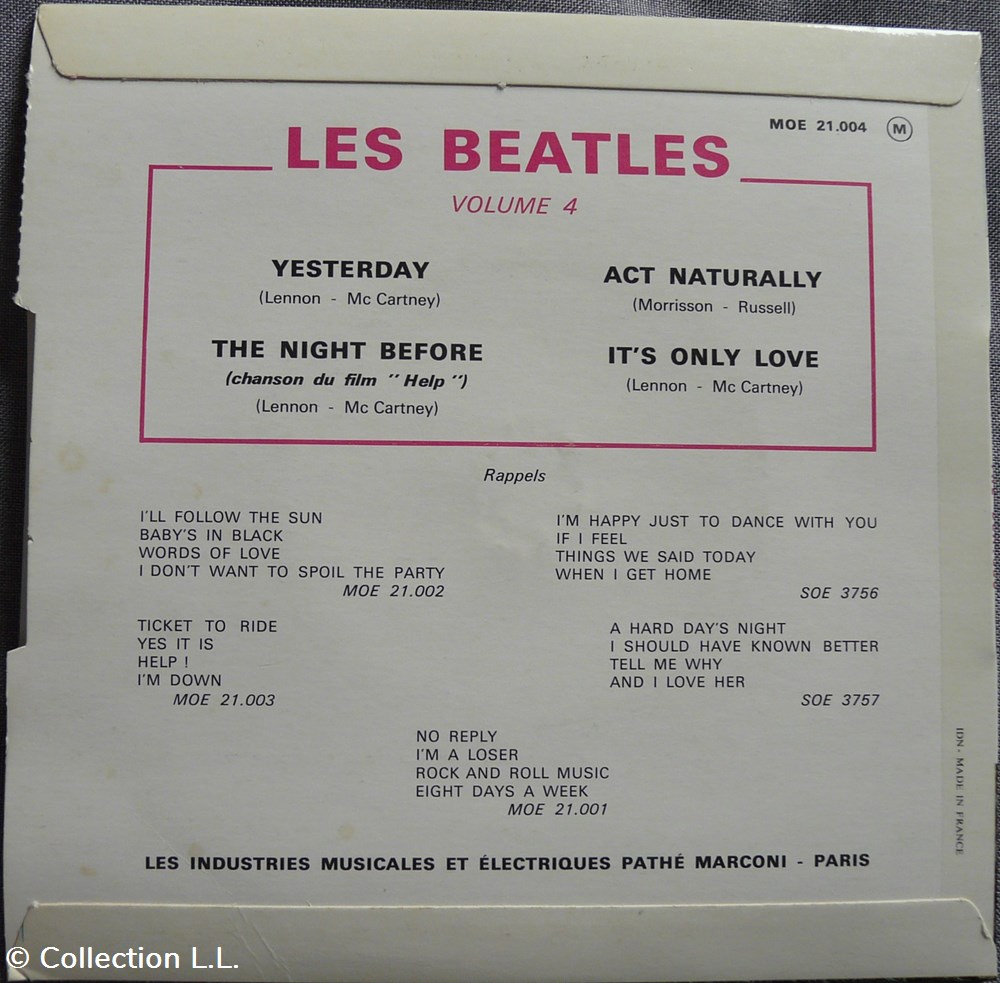 MOE 21.004 M
LES BEATLES
VOLUME 4
YESTERDAY
(Lennon - Mc Cartney)
THE NIGHT BEFORE
(chanson du film " Help ")
(Lennon - Mc Cartney)
ACT NATURALLY
(Morrisson - Russell)
IT'S ONLY LOVE
(Lennon - Mc Cartney)
Rappels
I'LL FOLLOW THE SUN
BABY'S IN BLACK
WORDS OF LOVE
I DON'T WANT TO SPOIL THE PARTY
MOE 21.002
I'M HAPPY JUST TO DANCE WITH YOU
IF I FEEL
THINGS WE SAID TODAY
WHEN I GET HOME
SOE 3756
TICKET TO RIDE
YES IT IS
HELP !
I'M DOWN
MOE 21.003
A HARD DAY'S NIGHT
I SHOULD HAVE KNOWN BETTER
TELL ME WHY
AND I LOVE HER
SOE 3757
NO REPLY
I'M A LOSER
ROCK AND ROLL MUSIC
EIGHT DAYS A WEEK
MOE 21.001
IDN - MADE IN FRANCE
LES INDUSTRIES MUSICALES ET ÉLECTRIQUES PATHÉ MARCONI - PARIS
© Collection L.L.